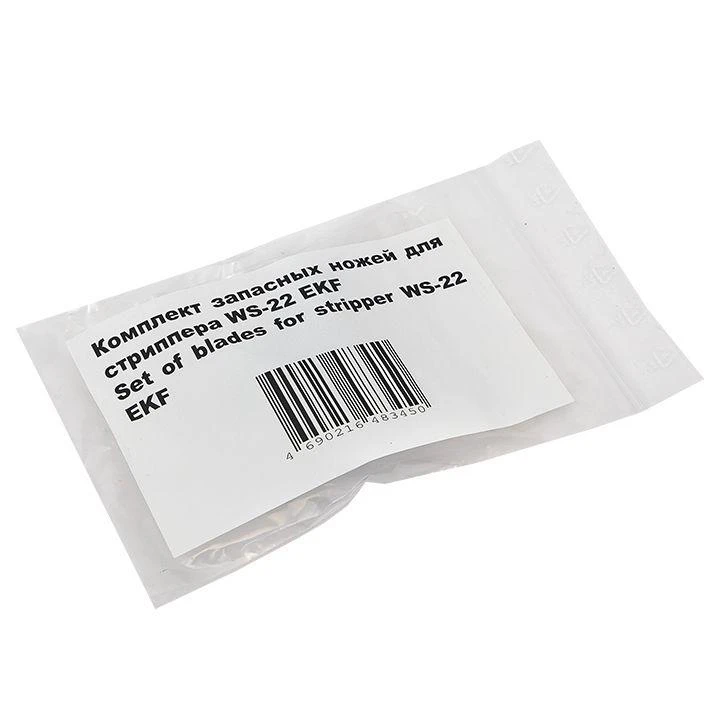 Комплект запасных ножей для
стриппера WS-22 EKF
Set of blades for stripper WS-22
EKF
4 690216 483450